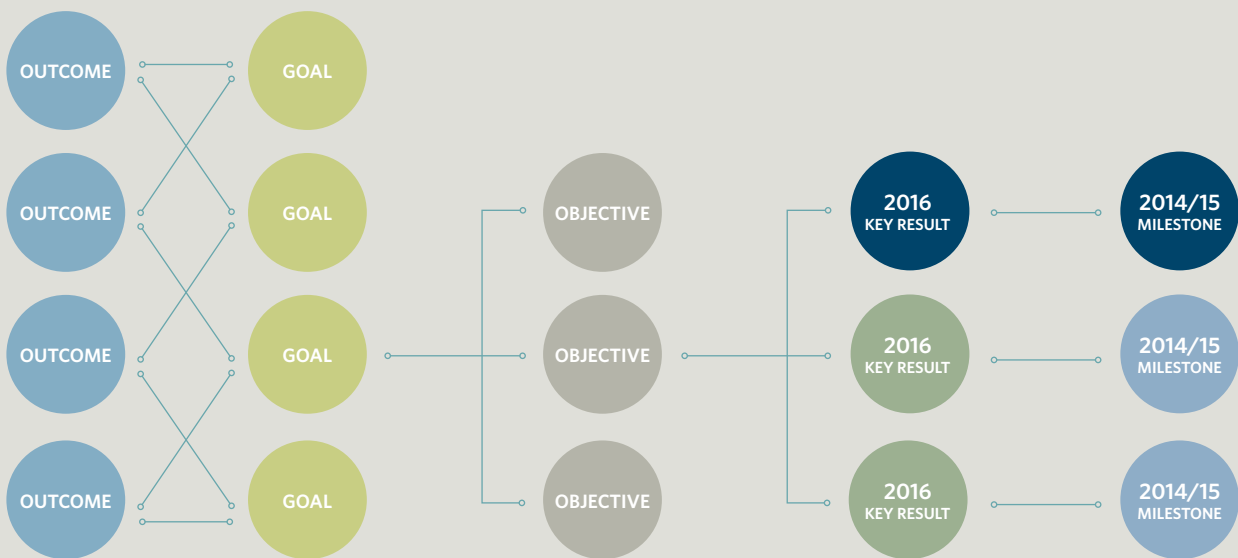 OUTCOME
GOAL
OUTCOME
GOAL
OBJECTIVE
2016
KEY RESULT
2014/15
MILESTONE
OUTCOME
GOAL
OBJECTIVE
2016
KEY RESULT
2014/15
MILESTONE
OUTCOME
GOAL
OBJECTIVE
2016
KEY RESULT
2014/15
MILESTONE